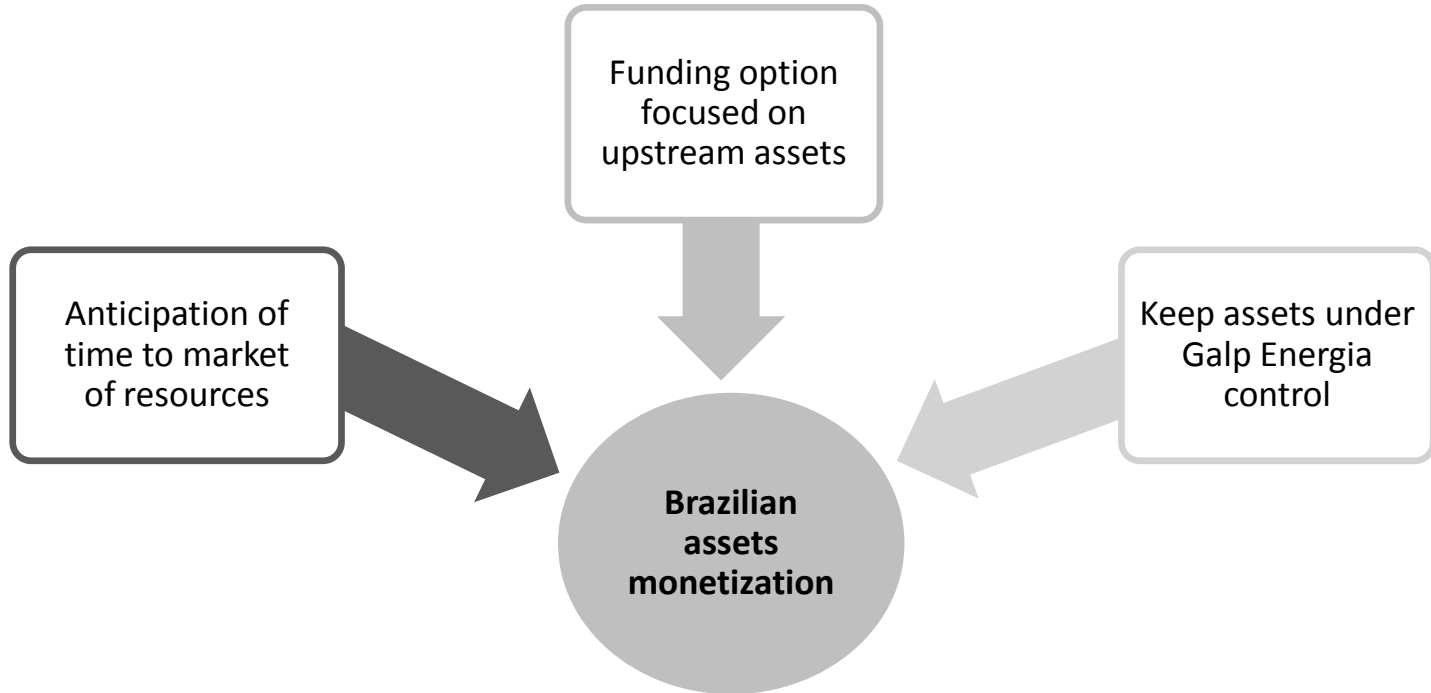 Funding option
focused on
upstream assets
Anticipation of
time to market
of resources
Keep assets under
Galp Energia
control
Brazilian
assets
monetization